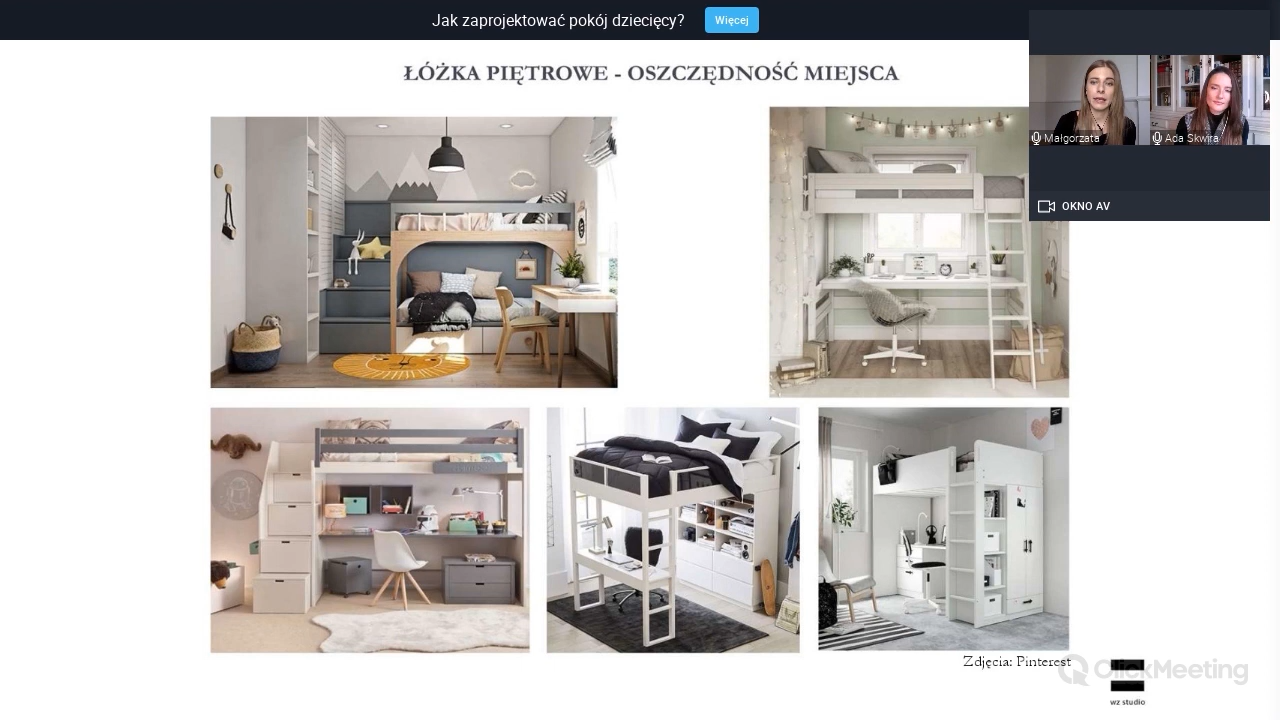 Jak zaprojektować pokój dziecięcy?
Więcej
ŁÓŻKA PIĘTROWE - OSZCZĘDNOŚĆ MIEJSCA
Małgorzata
Ada Skwira
OKNO AV
Zdjęcia: Pinterest
ClickMeeting
wz studio